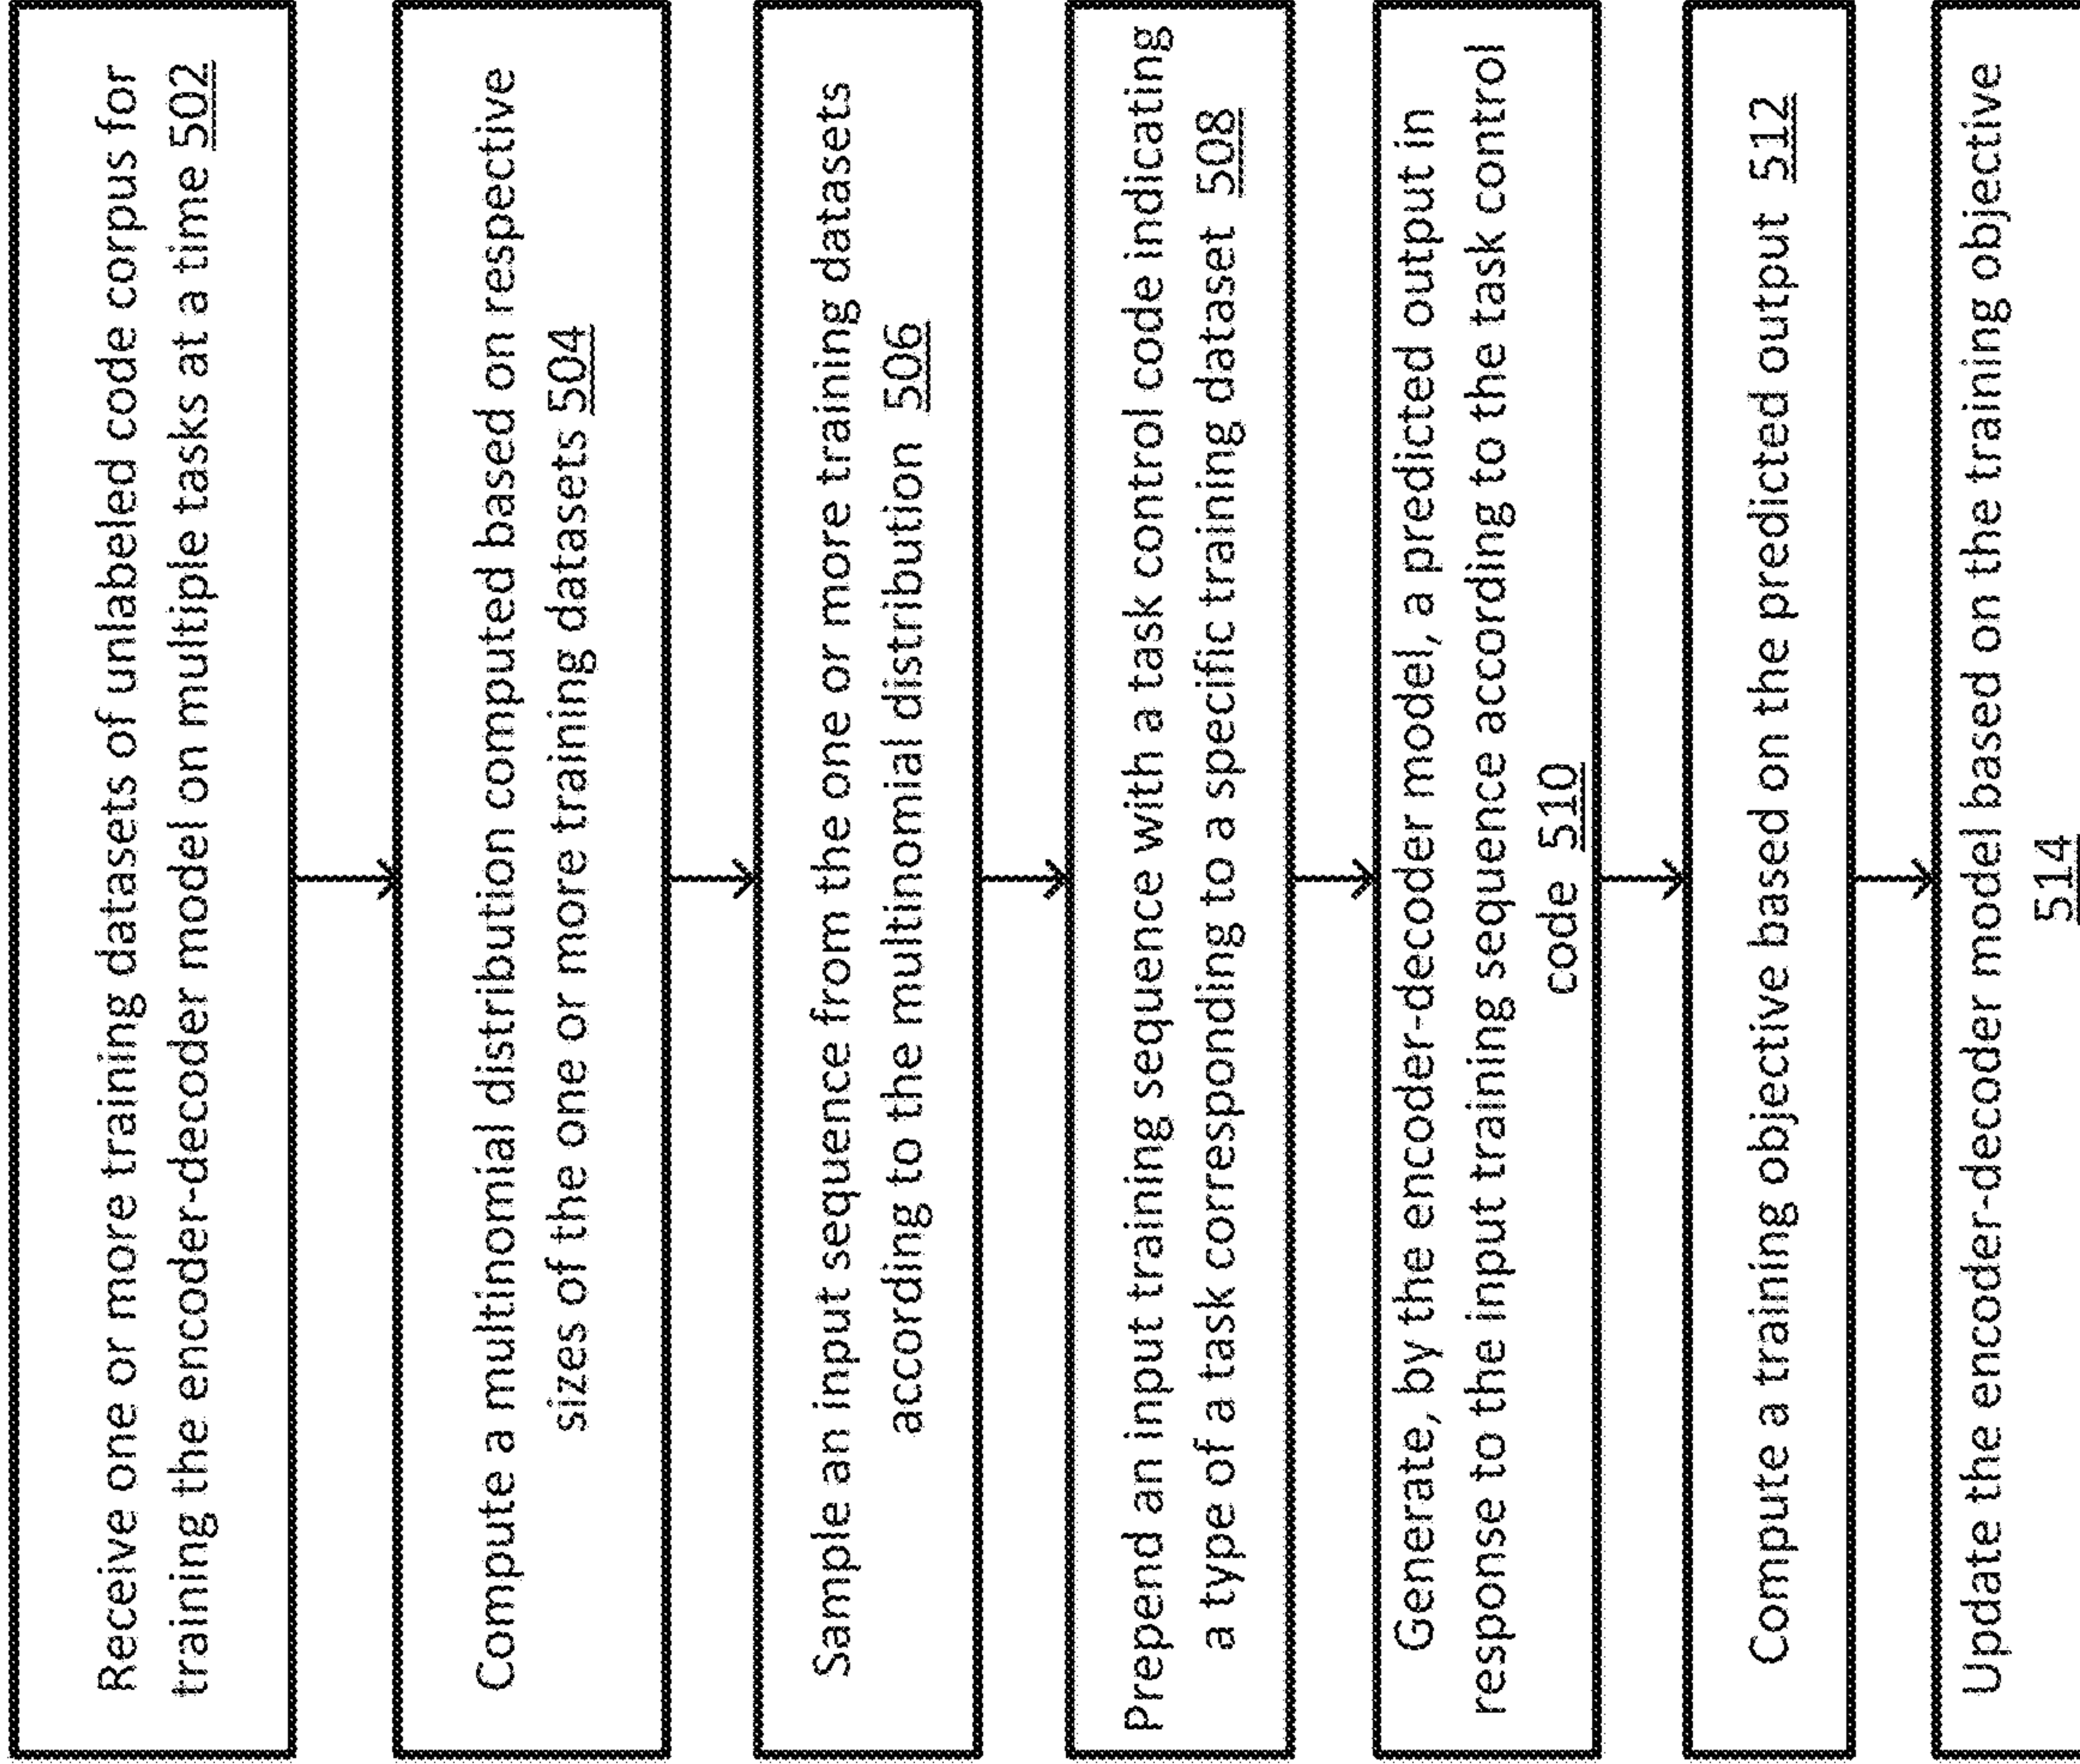 Receive one or more training datasets of unlabeled code corpus for
training the encoder-decoder model on multiple tasks at a time 502
Compute a multinomial distribution computed based on respective
sizes of the one or more training datasets 504
Sample an input sequence from the one or more training datasets
according to the multinomial distribution 506
Prepend an input training sequence with a task control code indicating
a type of a task corresponding to a specific training dataset 508
Generate, by the encoder-decoder model, a predicted output in
response to the input training sequence according to the task control
code 510
Compute a training objective based on the predicted output 512
Update the encoder-decoder model based on the training objective
514